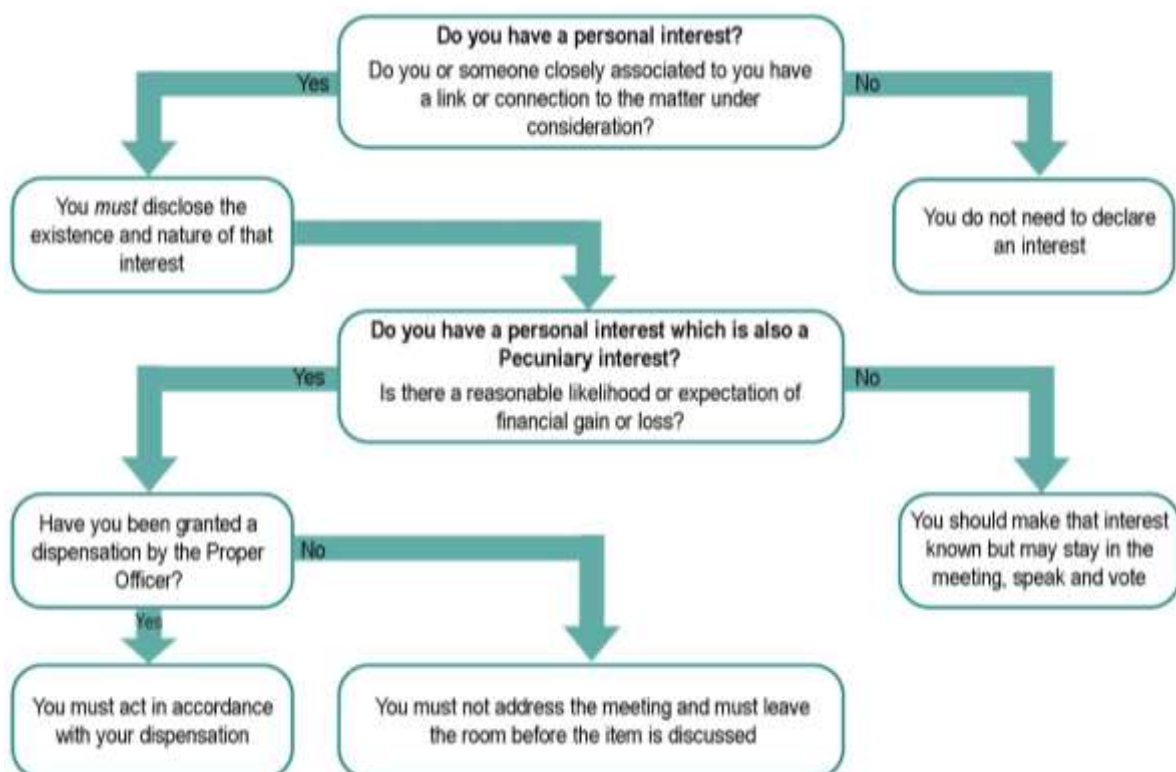 Do you have a personal interest?
Do you or someone closely associated to you have
a link or connection to the matter under
consideration?
Yes
No
You must disclose the
existence and nature of that
interest
You do not need to declare
an interest
Do you have a personal interest which is also a
Pecuniary interest?
Is there a reasonable likelihood or expectation of
financial gain or loss?
Yes
No
Have you been granted a
dispensation by the Proper
Officer?
No
You should make that interest
known but may stay in the
meeting, speak and vote
Yes
You must act in accordance
with your dispensation
You must not address the meeting and must leave
the room before the item is discussed